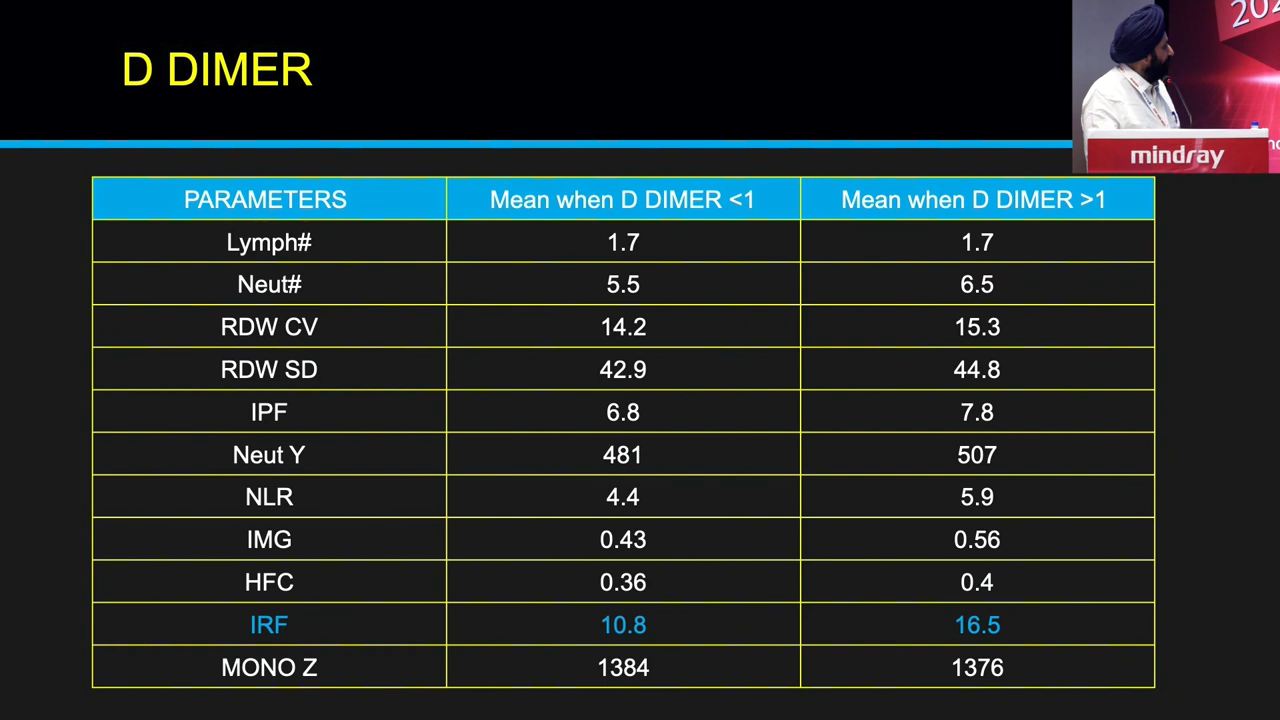 D DIMER
202
mindray
PARAMETERS Mean when D DIMER <1 Mean when D DIMER >1
Lymph# 1.7 1.7
Neut# 5.5 6.5
RDW CV 14.2 15.3
RDW SD 42.9 44.8
IPF 6.8 7.8
Neut Y 481 507
NLR 4.4 5.9
IMG 0.43 0.56
HFC 0.36 0.4
IRF 10.8 16.5
MONO Z 1384 1376